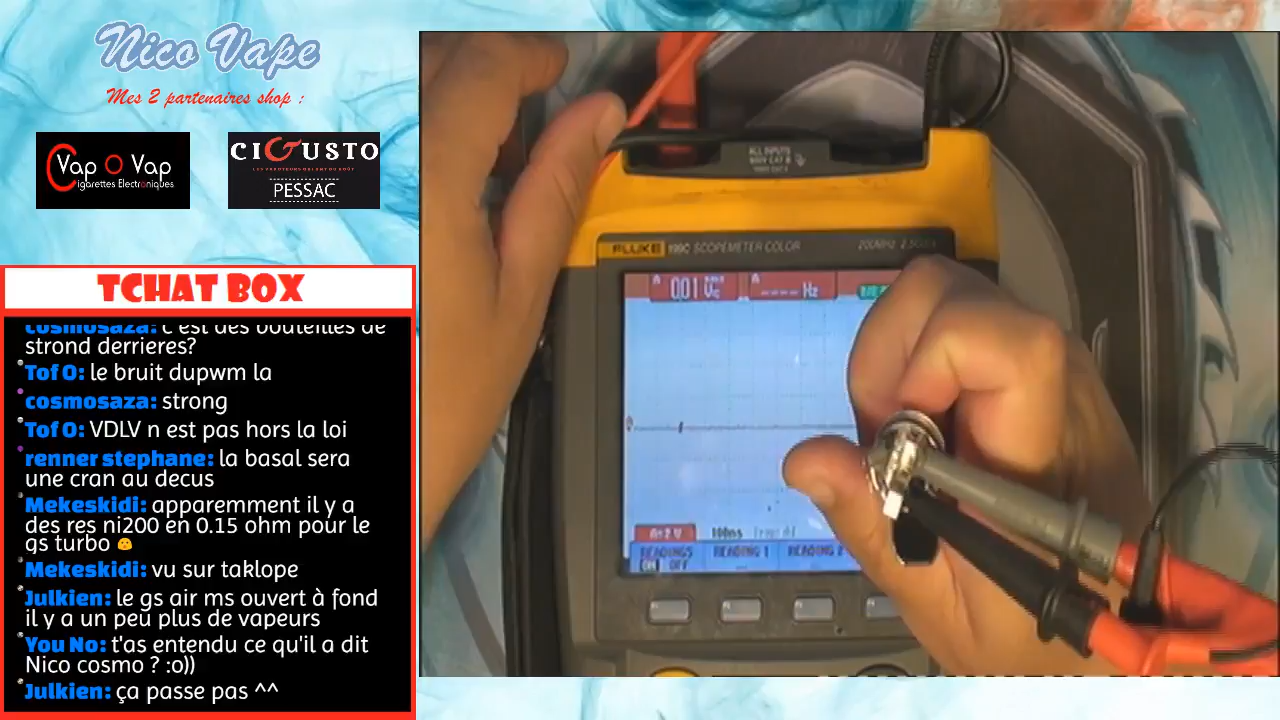 Nico Vape
Mes 2 partenaires shop :
Vap O Vap
Cigarettes Electroniques
CIGUSTO
PESSAC
TCHAT BOX
cosmosaza: c'est des bouteilles de
strond derrieres?
Tof O: le bruit dupwm la
cosmosaza: strong
Tof O: VDLV n est pas hors la loi
renner stephane: la basal sera
une cran au decus
Mekeskidi: apparemment il y a
des res ni200 en 0.15 ohm pour le
gs turbo
Mekeskidi: vu sur taklope
Julkien: le gs air ms ouvert à fond
il y a un peu plus de vapeurs
You No: t'as entendu ce qu'il a dit
Nico cosmo ? :o))
Julkien: ça passe pas ^^
ALL INPUTS
FLUKE 199C SCOPEMETER COLOR 200MHz
A 0.01 A ---- Hz
A: 2 V 100ns
READINGS READING 1 READING 2
ON OFF